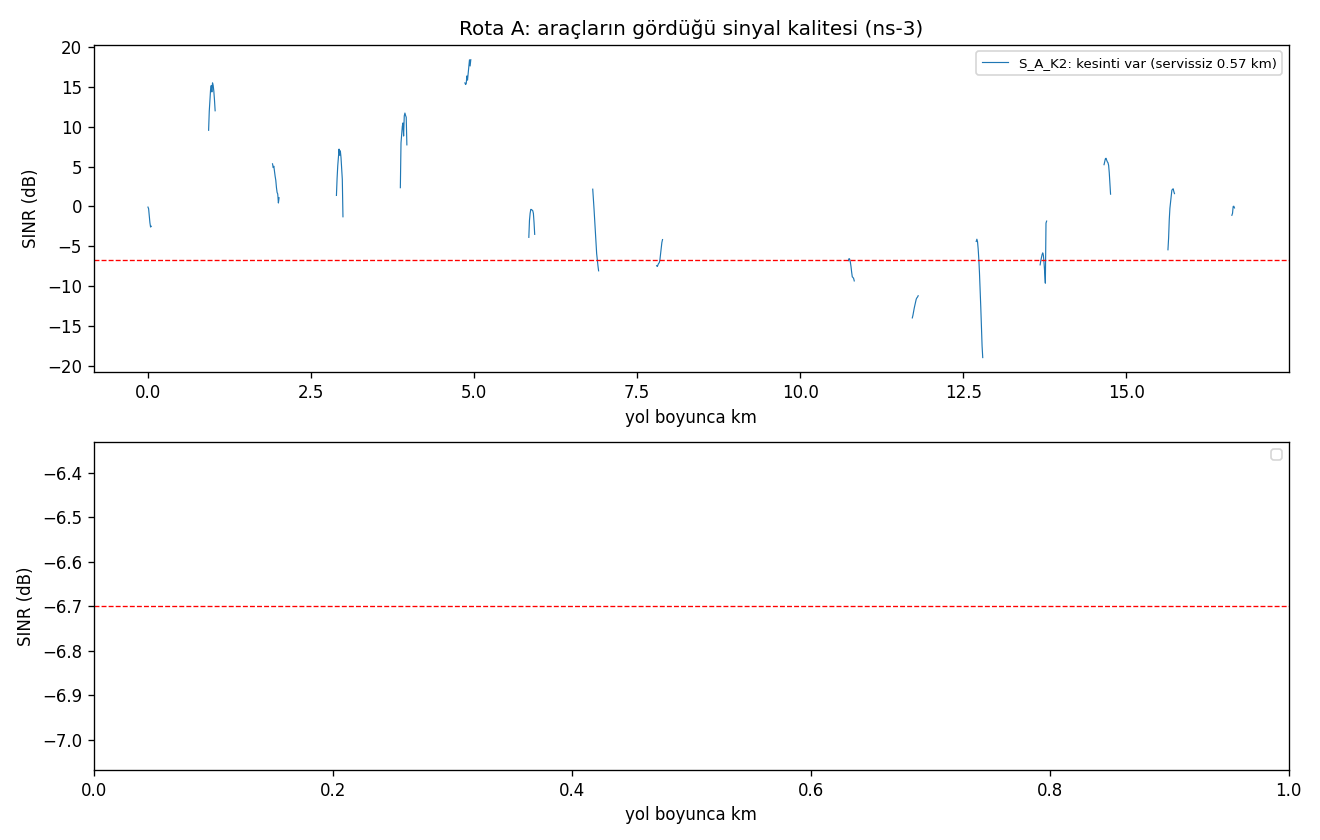 Rota A: araçların gördüğü sinyal kalitesi (ns-3)
S_A_K2: kesinti var (servissiz 0.57 km)
SINR (dB)
20
15
10
5
0
−5
−10
−15
−20
0.0 2.5 5.0 7.5 10.0 12.5 15.0
yol boyunca km
SINR (dB)
−6.4
−6.5
−6.6
−6.7
−6.8
−6.9
−7.0
0.0 0.2 0.4 0.6 0.8 1.0
yol boyunca km